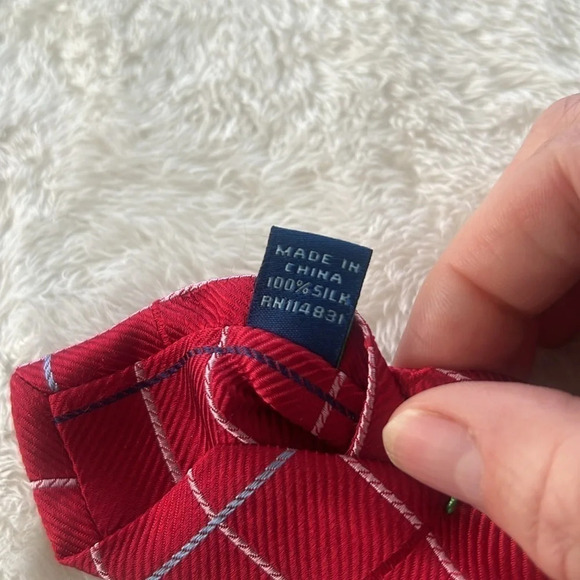 MADE IN
CHINA
100% SILK
RN114831